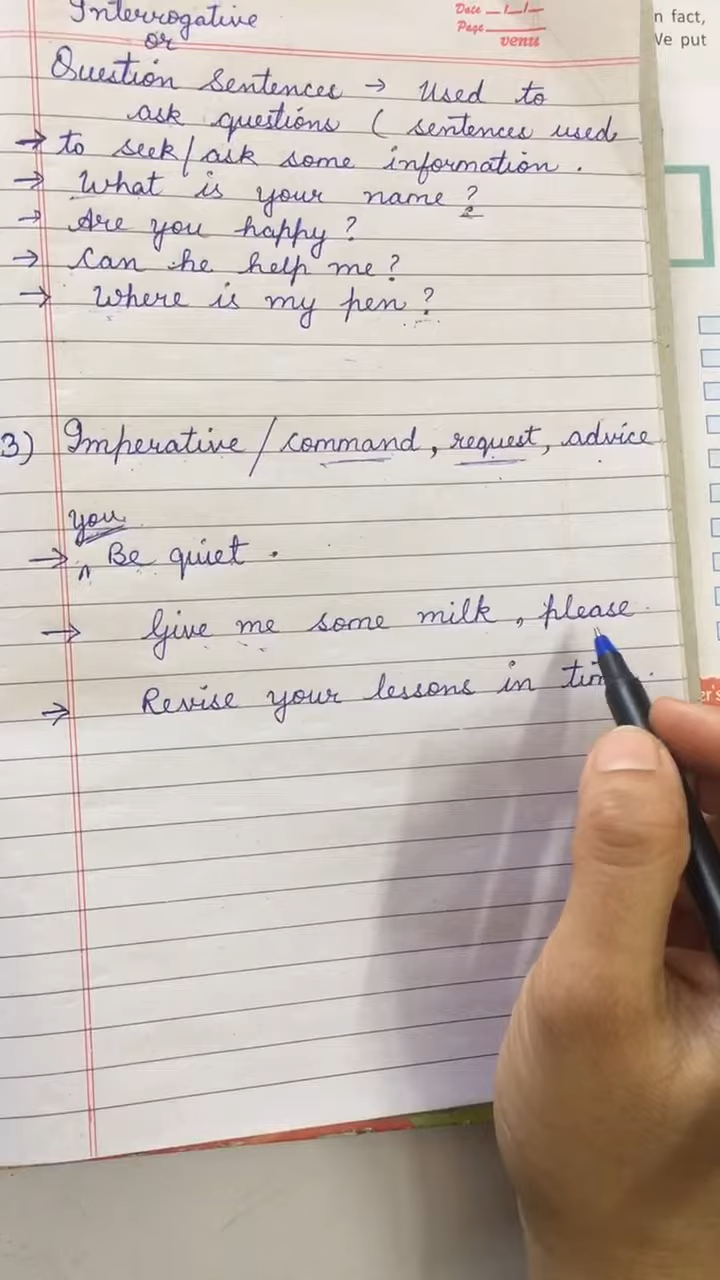 Interrogative
or
Date _/_/_
Page
venus
n fact,
We put
Question Sentences → Used to
ask questions ( sentences used
→ to seek/ask some information .
→ What is your name ?
→ Are you happy ?
→ Can he help me ?
→ Where is my pen ?
3) Imperative / command , request , advice
you
→ ^ Be quiet .
→ Give me some milk , please .
→ Revise your lessons in
er's